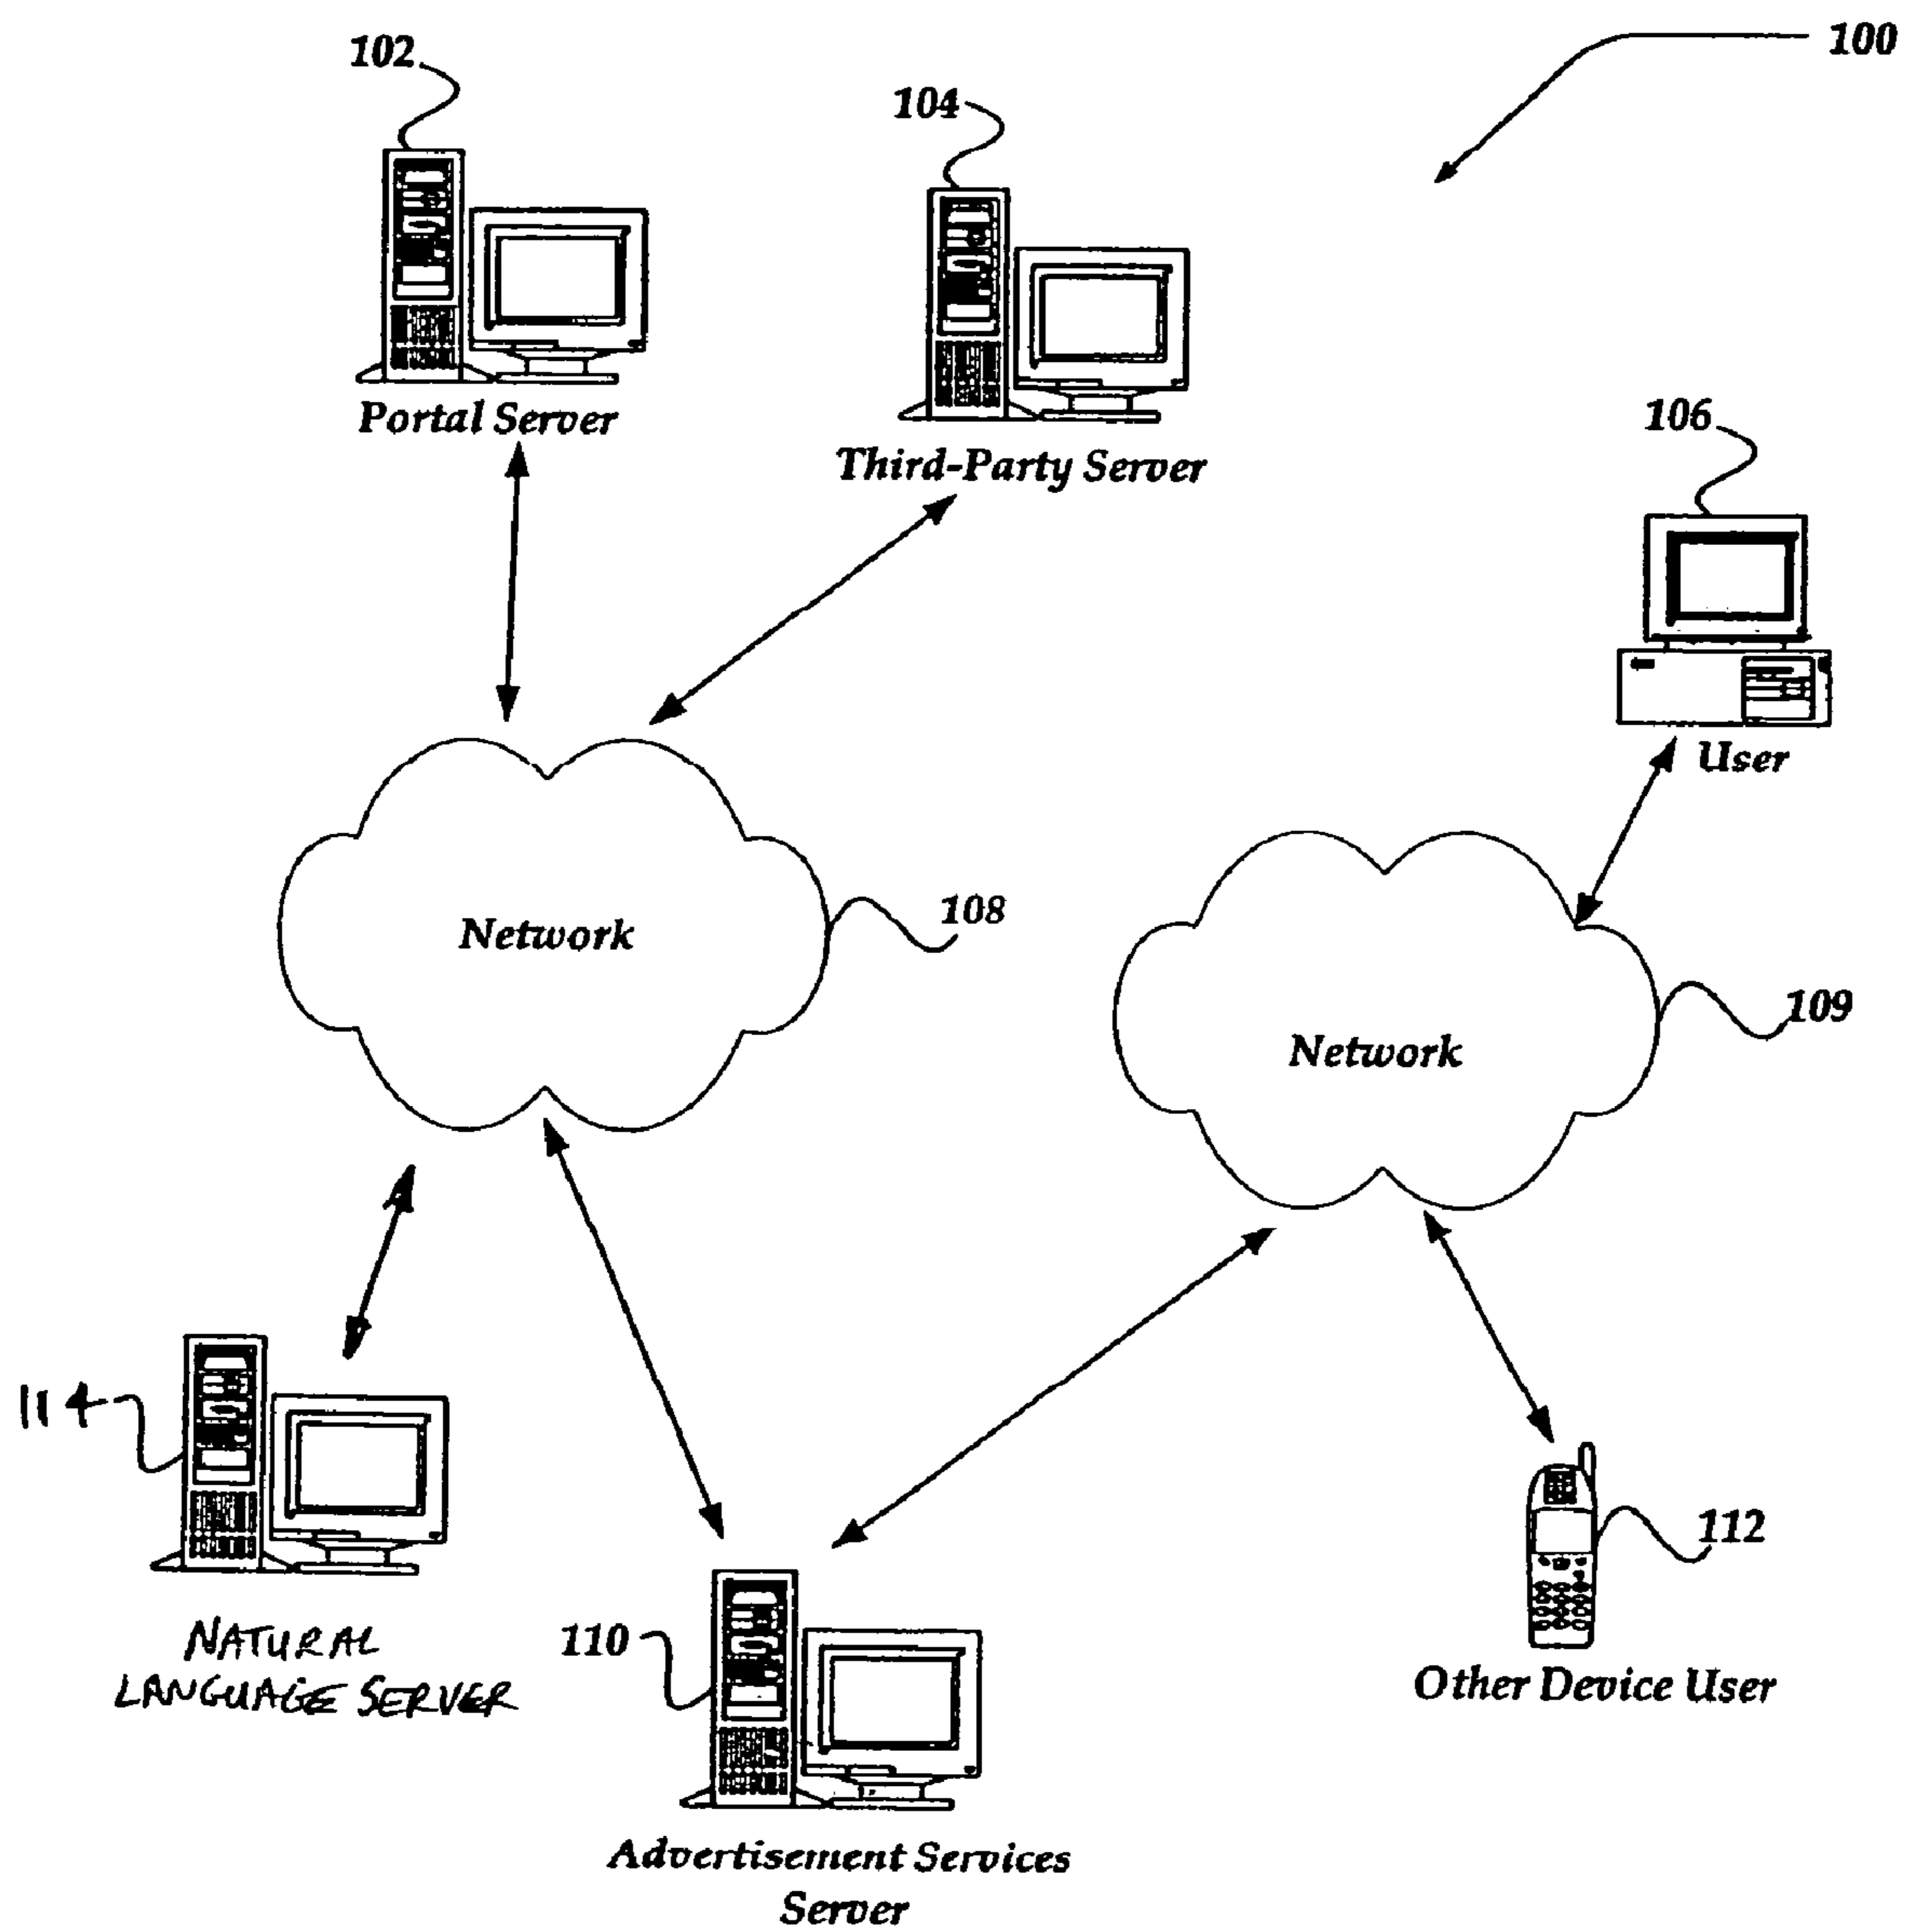 100
102
104
Portal Server
Third-Party Server
106
User
Network
108
Network
109
114
NATURAL
LANGUAGE SERVER
110
Advertisement Services
Server
112
Other Device User